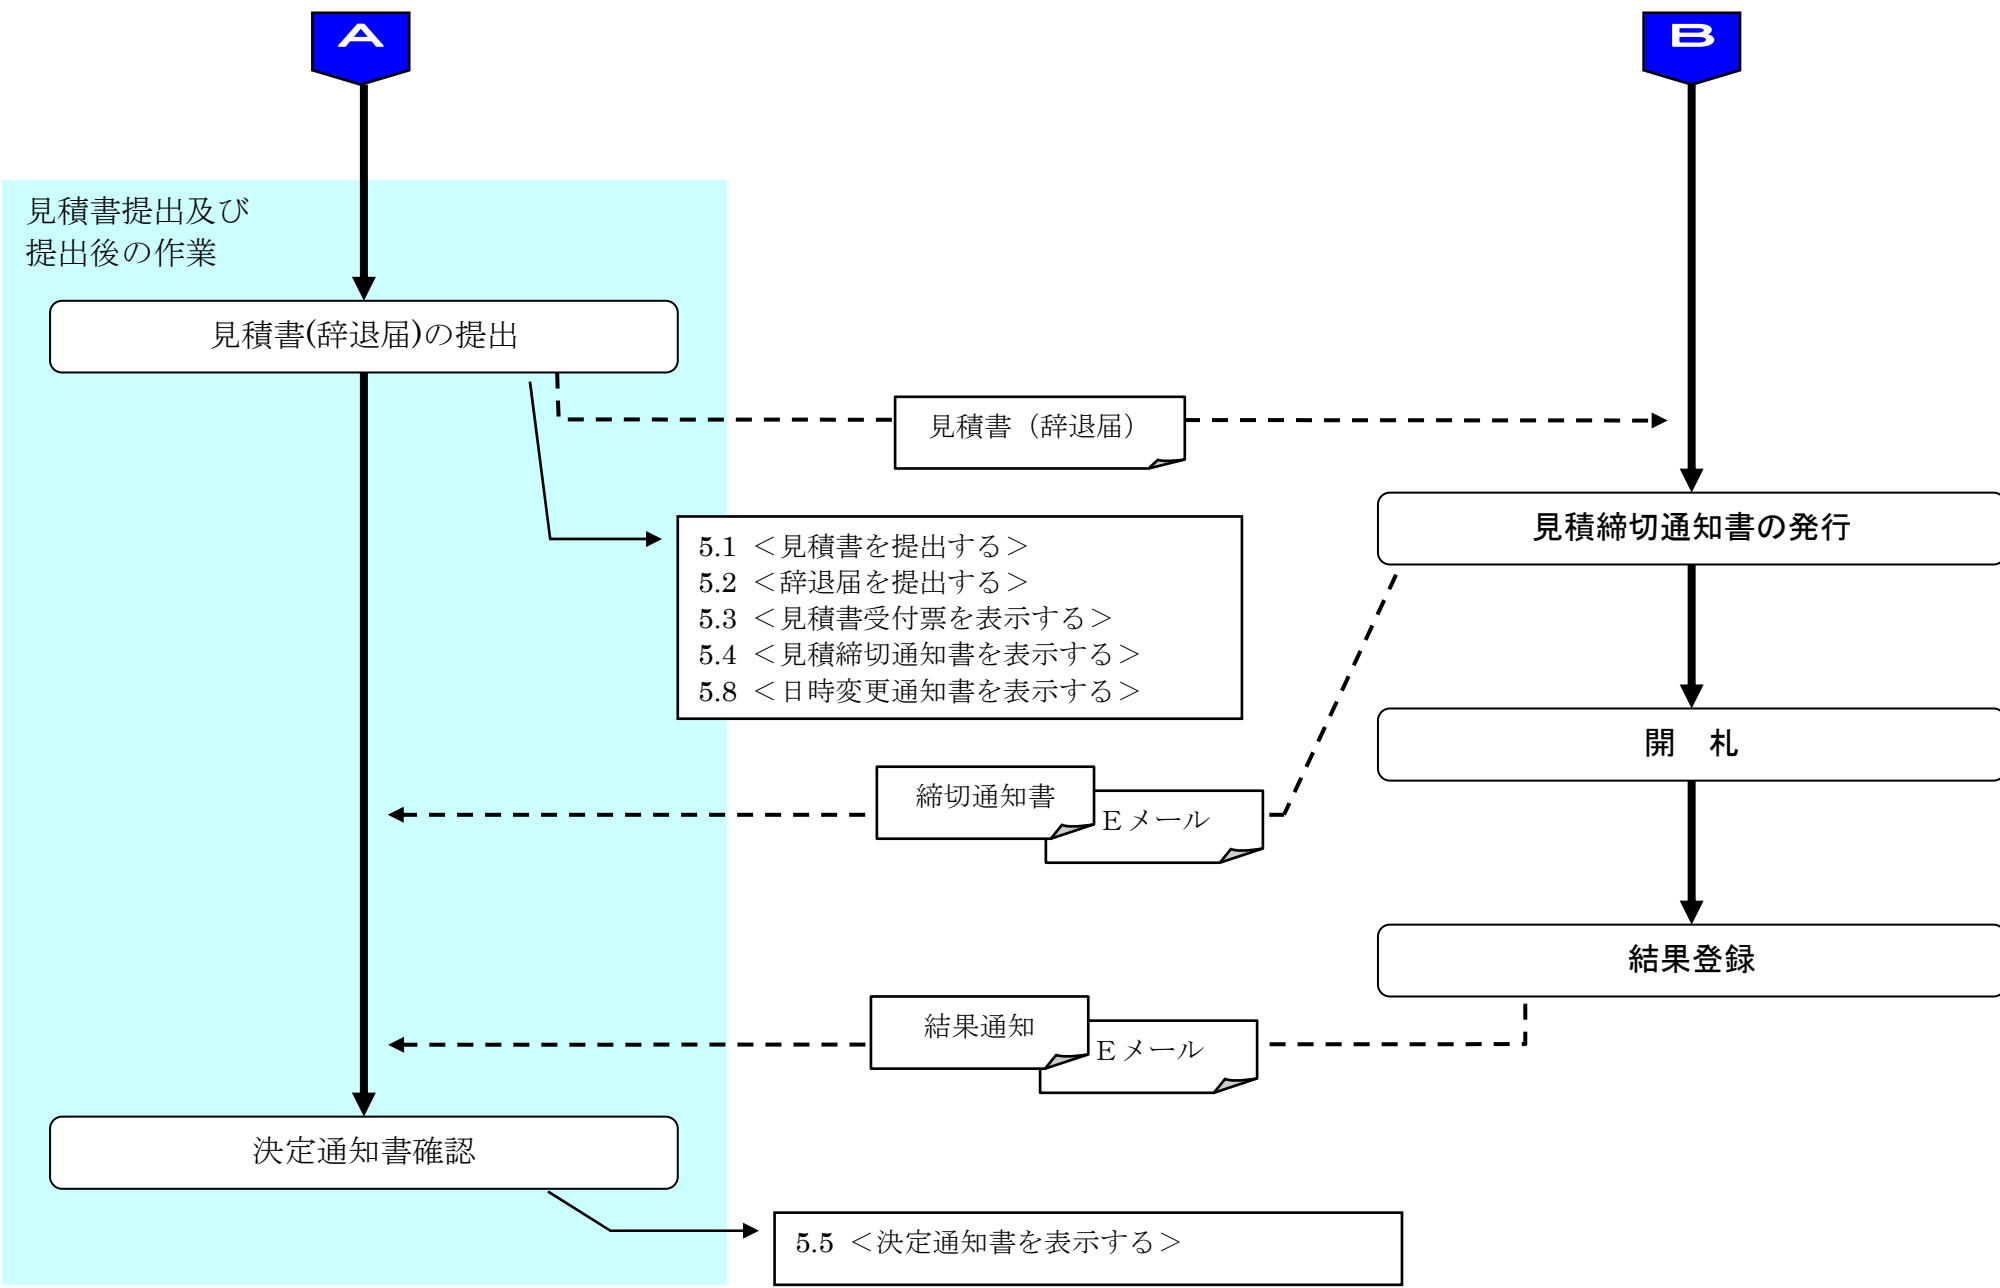 A
B
見積書提出及び
提出後の作業
見積書(辞退届)の提出
見積書（辞退届）
見積締切通知書の発行
5.1 ＜見積書を提出する＞
5.2 ＜辞退届を提出する＞
5.3 ＜見積書受付票を表示する＞
5.4 ＜見積締切通知書を表示する＞
5.8 ＜日時変更通知書を表示する＞
開　札
締切通知書
Ｅメール
結果登録
結果通知
Ｅメール
決定通知書確認
5.5 ＜決定通知書を表示する＞